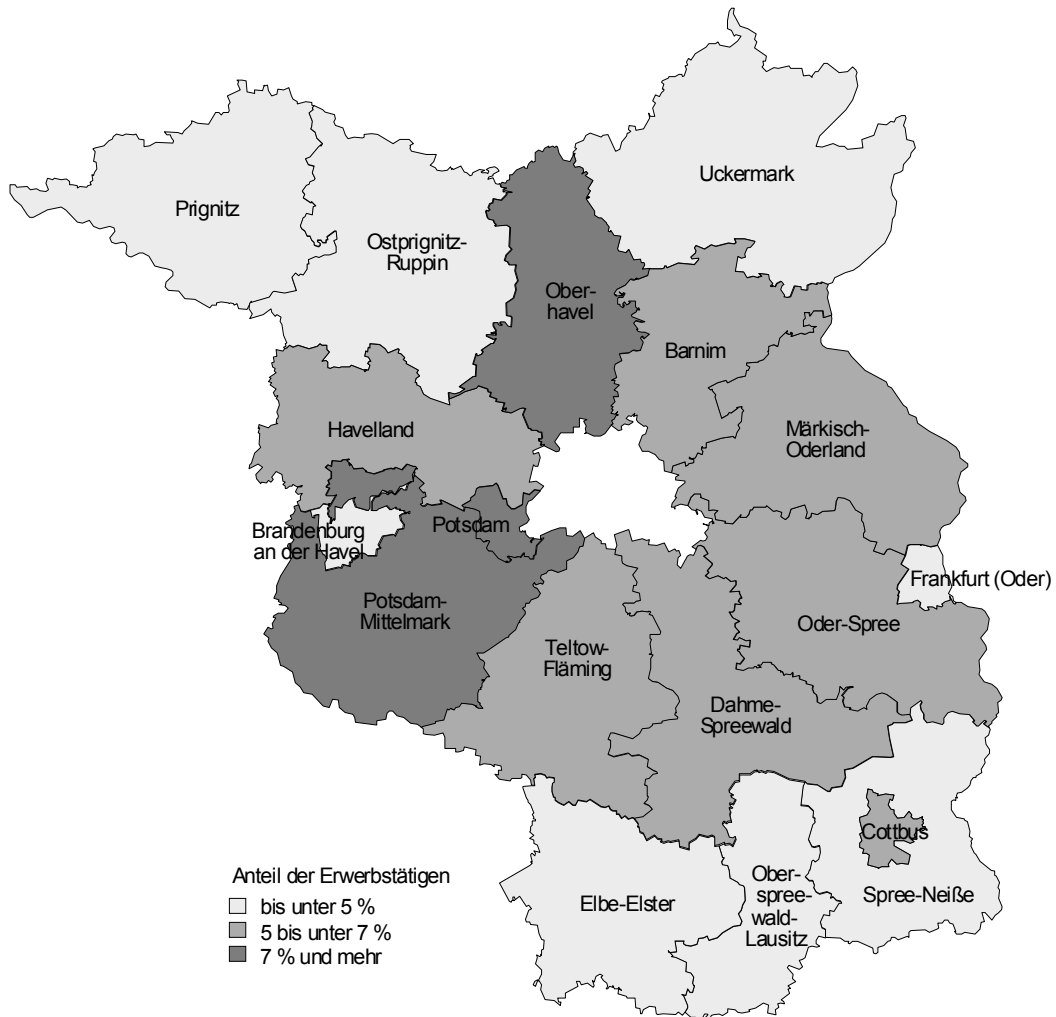 Uckermark
Prignitz
Ostprignitz-
Ruppin
Ober-
havel
Barnim
Havelland
Märkisch-
Oderland
Brandenburg
an der Havel
Potsdam
Frankfurt (Oder)
Potsdam-
Mittelmark
Oder-Spree
Teltow-
Fläming
Dahme-
Spreewald
Cottbus
Anteil der Erwerbstätigen
bis unter 5 %
5 bis unter 7 %
7 % und mehr
Elbe-Elster
Ober-
spree-
wald-
Lausitz
Spree-Neiße